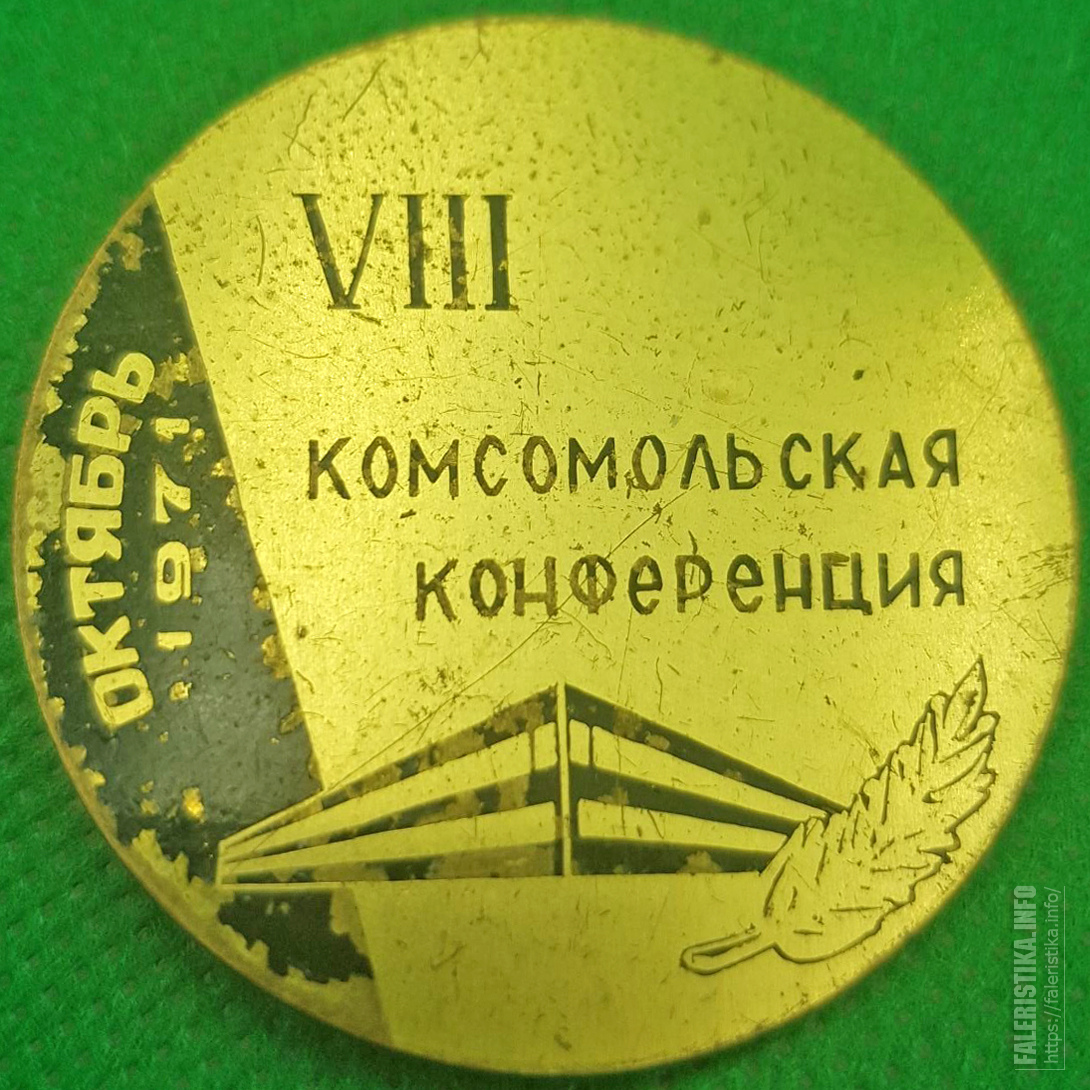 VIII
КОМСОМОЛЬСКАЯ
КОНФЕРЕНЦИЯ
ОКТЯБРЬ
1971
FALERISTIKA.INFO
https://faleristika.info/